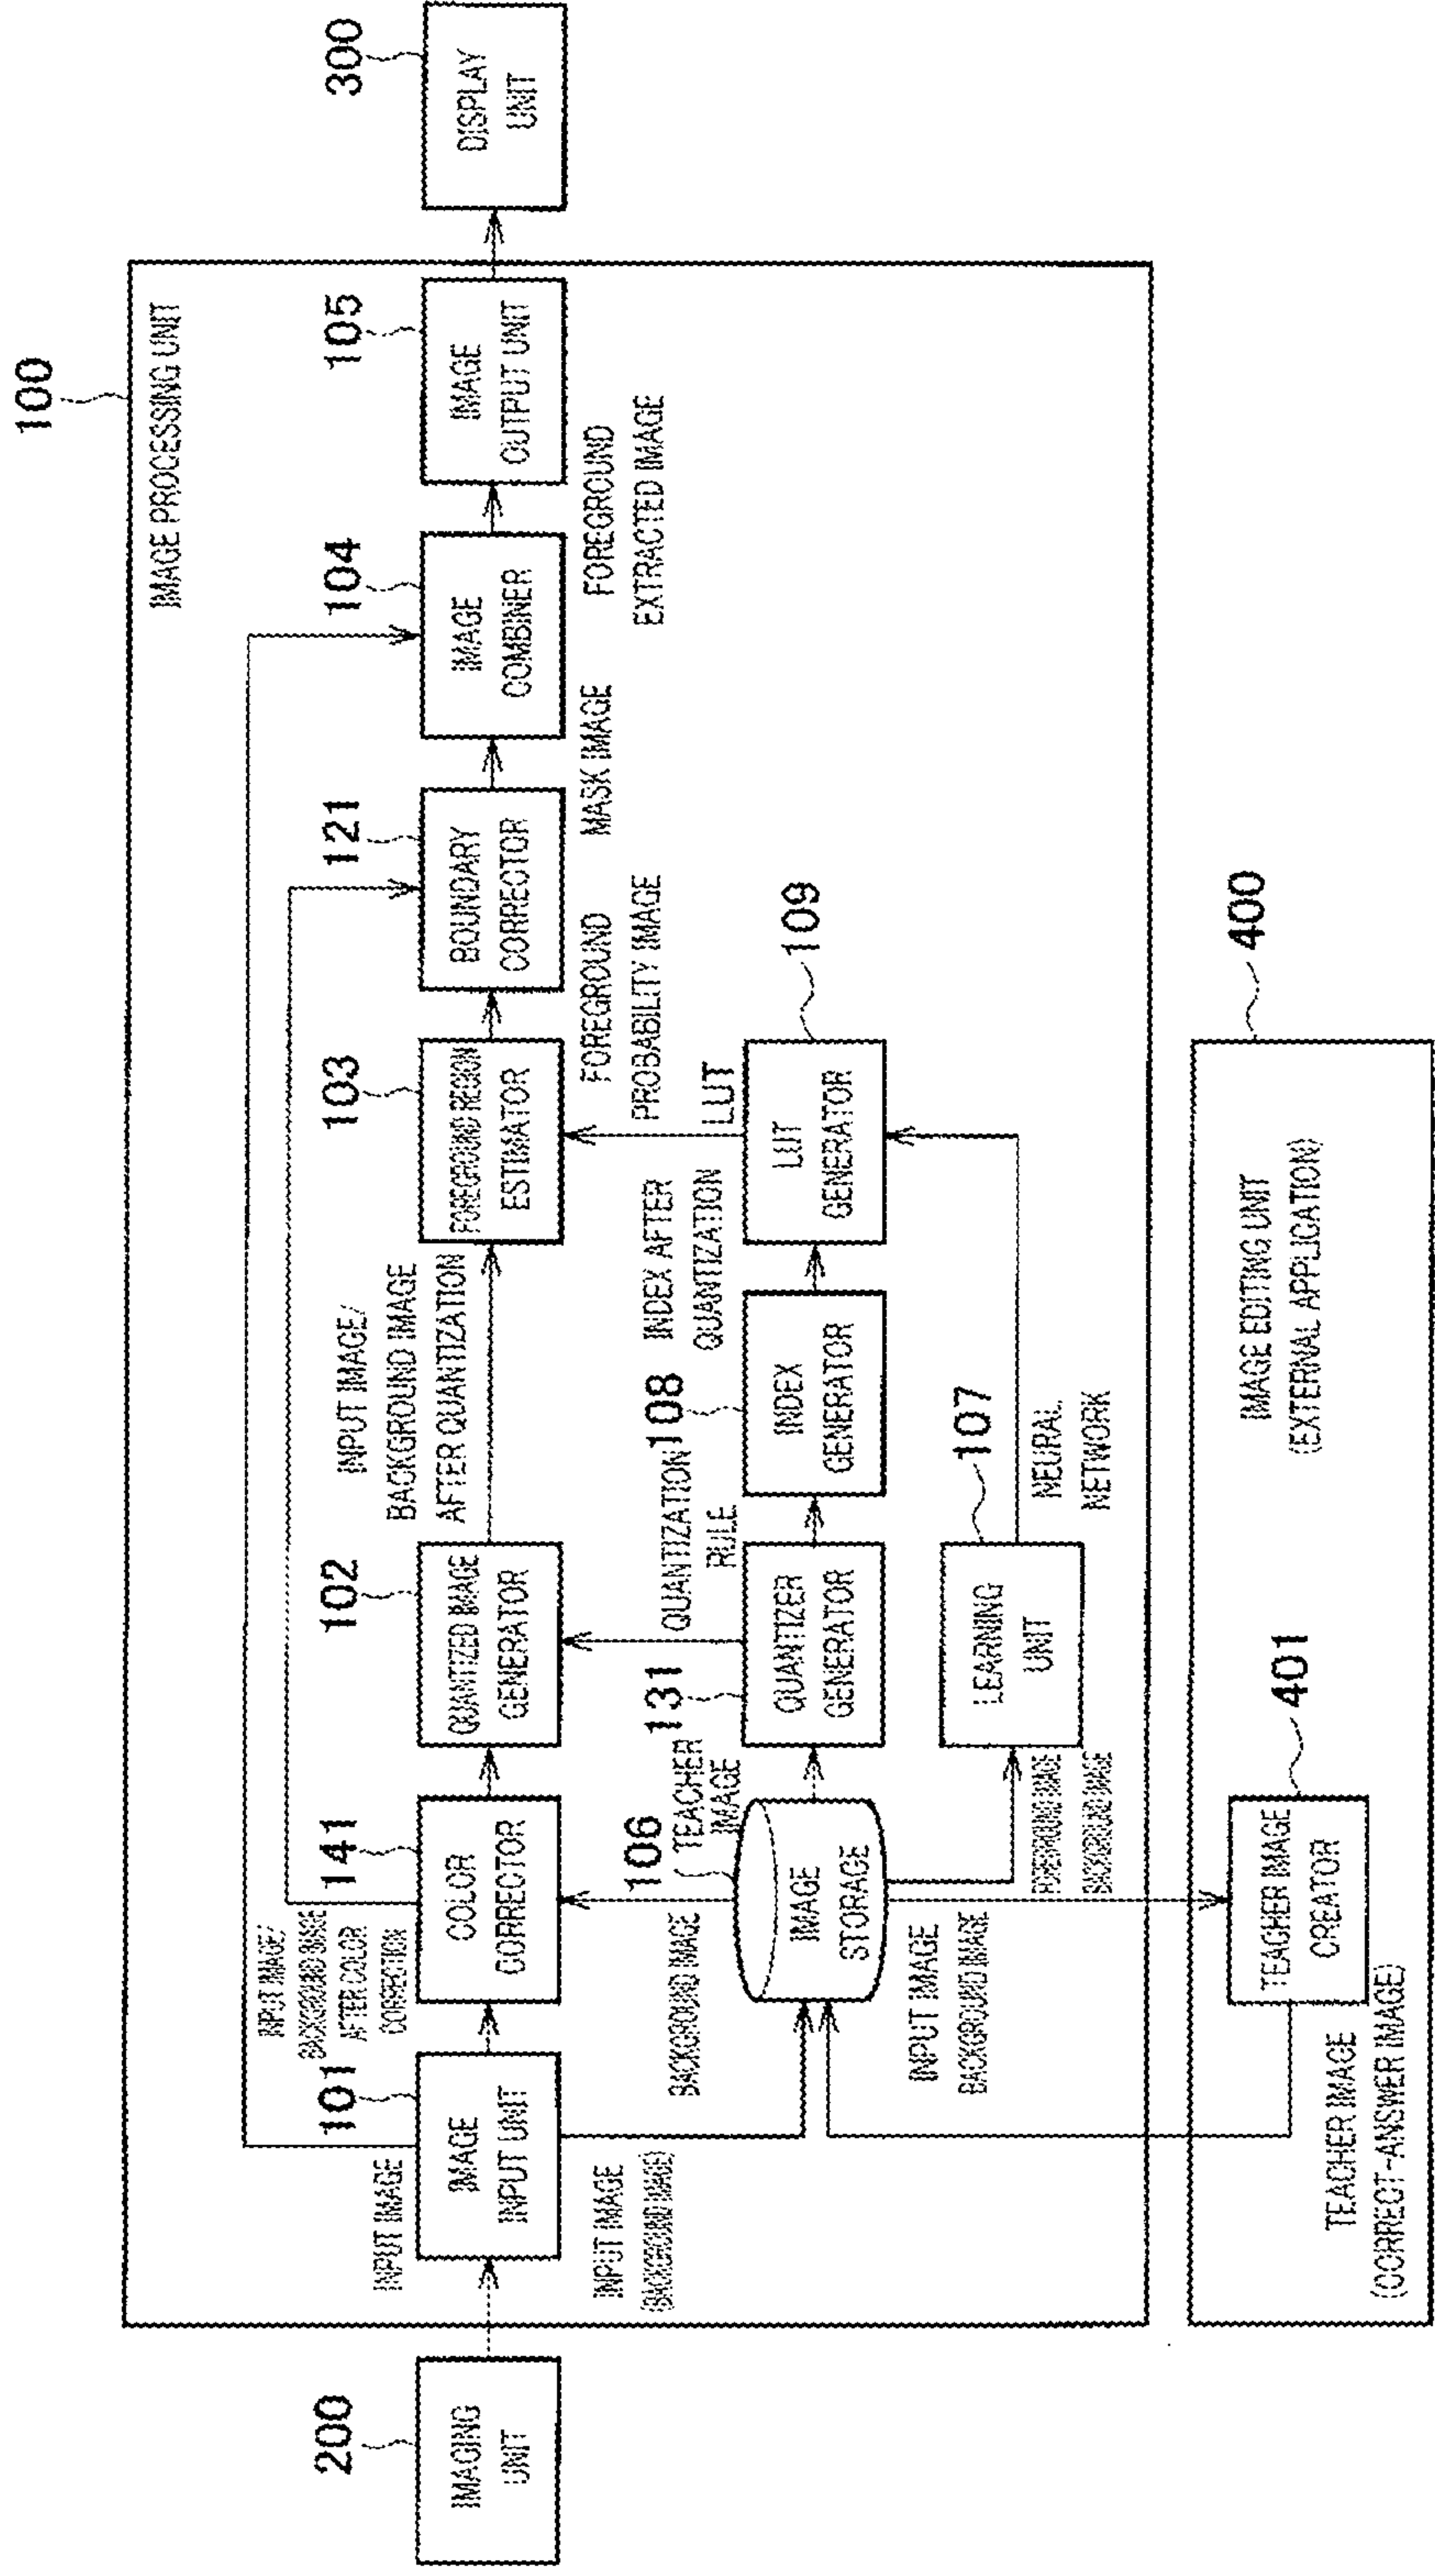 100
IMAGE PROCESSING UNIT
200
IMAGING
UNIT
INPUT IMAGE
101
IMAGE
INPUT UNIT
INPUT IMAGE
(BACKGROUND IMAGE)
INPUT IMAGE/
BACKGROUND IMAGE
AFTER COLOR
CORRECTION
141
COLOR
CORRECTOR
102
QUANTIZED IMAGE
GENERATOR
INPUT IMAGE/
BACKGROUND IMAGE
AFTER QUANTIZATION
103
FOREGROUND REGION
ESTIMATOR
FOREGROUND
PROBABILITY IMAGE
121
BOUNDARY
CORRECTOR
MASK IMAGE
104
IMAGE
COMBINER
FOREGROUND
EXTRACTED IMAGE
105
IMAGE
OUTPUT UNIT
300
DISPLAY
UNIT
BACKGROUND IMAGE
106
IMAGE
STORAGE
TEACHER
IMAGE
131
QUANTIZER
GENERATOR
QUANTIZATION
RULE
108
INDEX
GENERATOR
INDEX AFTER
QUANTIZATION
LUT
109
LUT
GENERATOR
INPUT IMAGE
BACKGROUND IMAGE
FOREGROUND IMAGE
BACKGROUND IMAGE
107
LEARNING
UNIT
NEURAL
NETWORK
400
IMAGE EDITING UNIT
(EXTERNAL APPLICATION)
401
TEACHER IMAGE
CREATOR
TEACHER IMAGE
(CORRECT-ANSWER IMAGE)